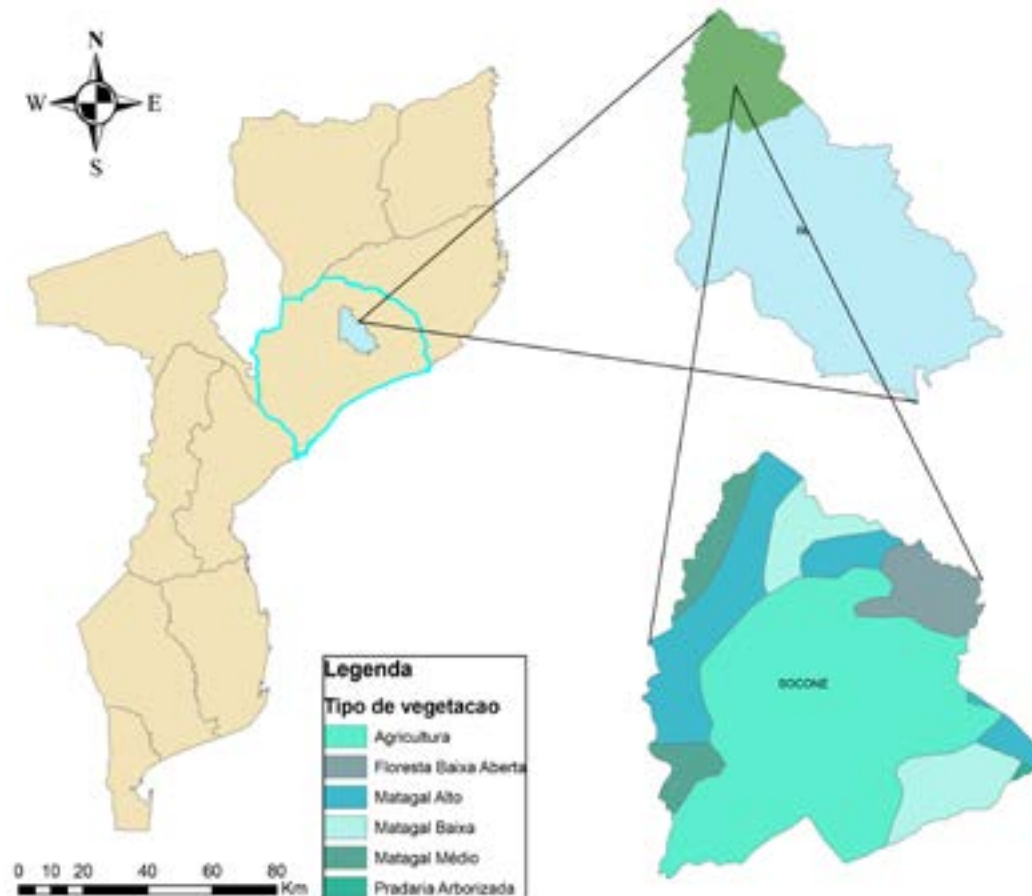 N
W E
S
SOCONE
Legenda
Tipo de vegetacao
Agricultura
Floresta Baixa Aberta
Matagal Alto
Matagal Baixa
Matagal Médio
Pradaria Arborizada
0 10 20 40 60 80
Km